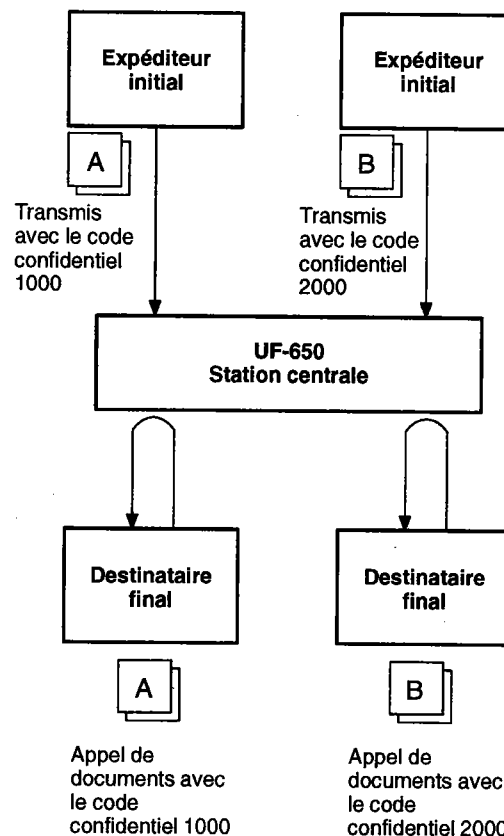 Expéditeur
initial
Expéditeur
initial
A
B
Transmis
avec le code
confidentiel
1000
Transmis
avec le code
confidentiel
2000
UF-650
Station centrale
Destinataire
final
Destinataire
final
A
B
Appel de
documents avec
le code
confidentiel 1000
Appel de
documents avec
le code
confidentiel 2000